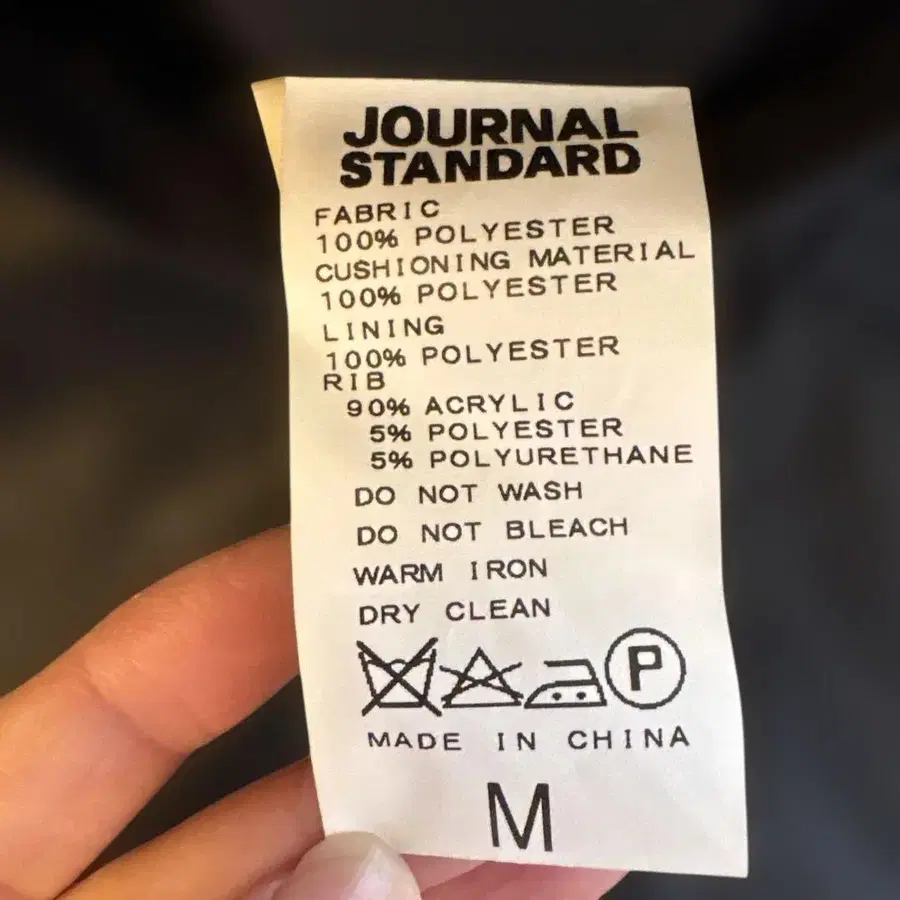 JOURNAL
STANDARD
FABRIC
100% POLYESTER
CUSHIONING MATERIAL
100% POLYESTER
LINING
100% POLYESTER
RIB
90% ACRYLIC
5% POLYESTER
5% POLYURETHANE
DO NOT WASH
DO NOT BLEACH
WARM IRON
DRY CLEAN
P
MADE IN CHINA
M